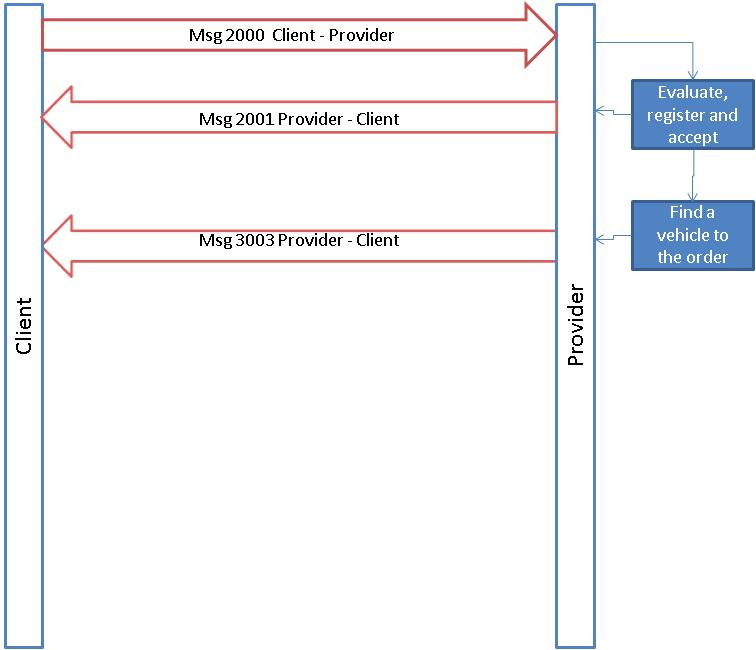 Msg 2000  Client - Provider
Evaluate,
register and
accept
Msg 2001 Provider - Client
Find a
vehicle to
the order
Msg 3003 Provider - Client
Client
Provider